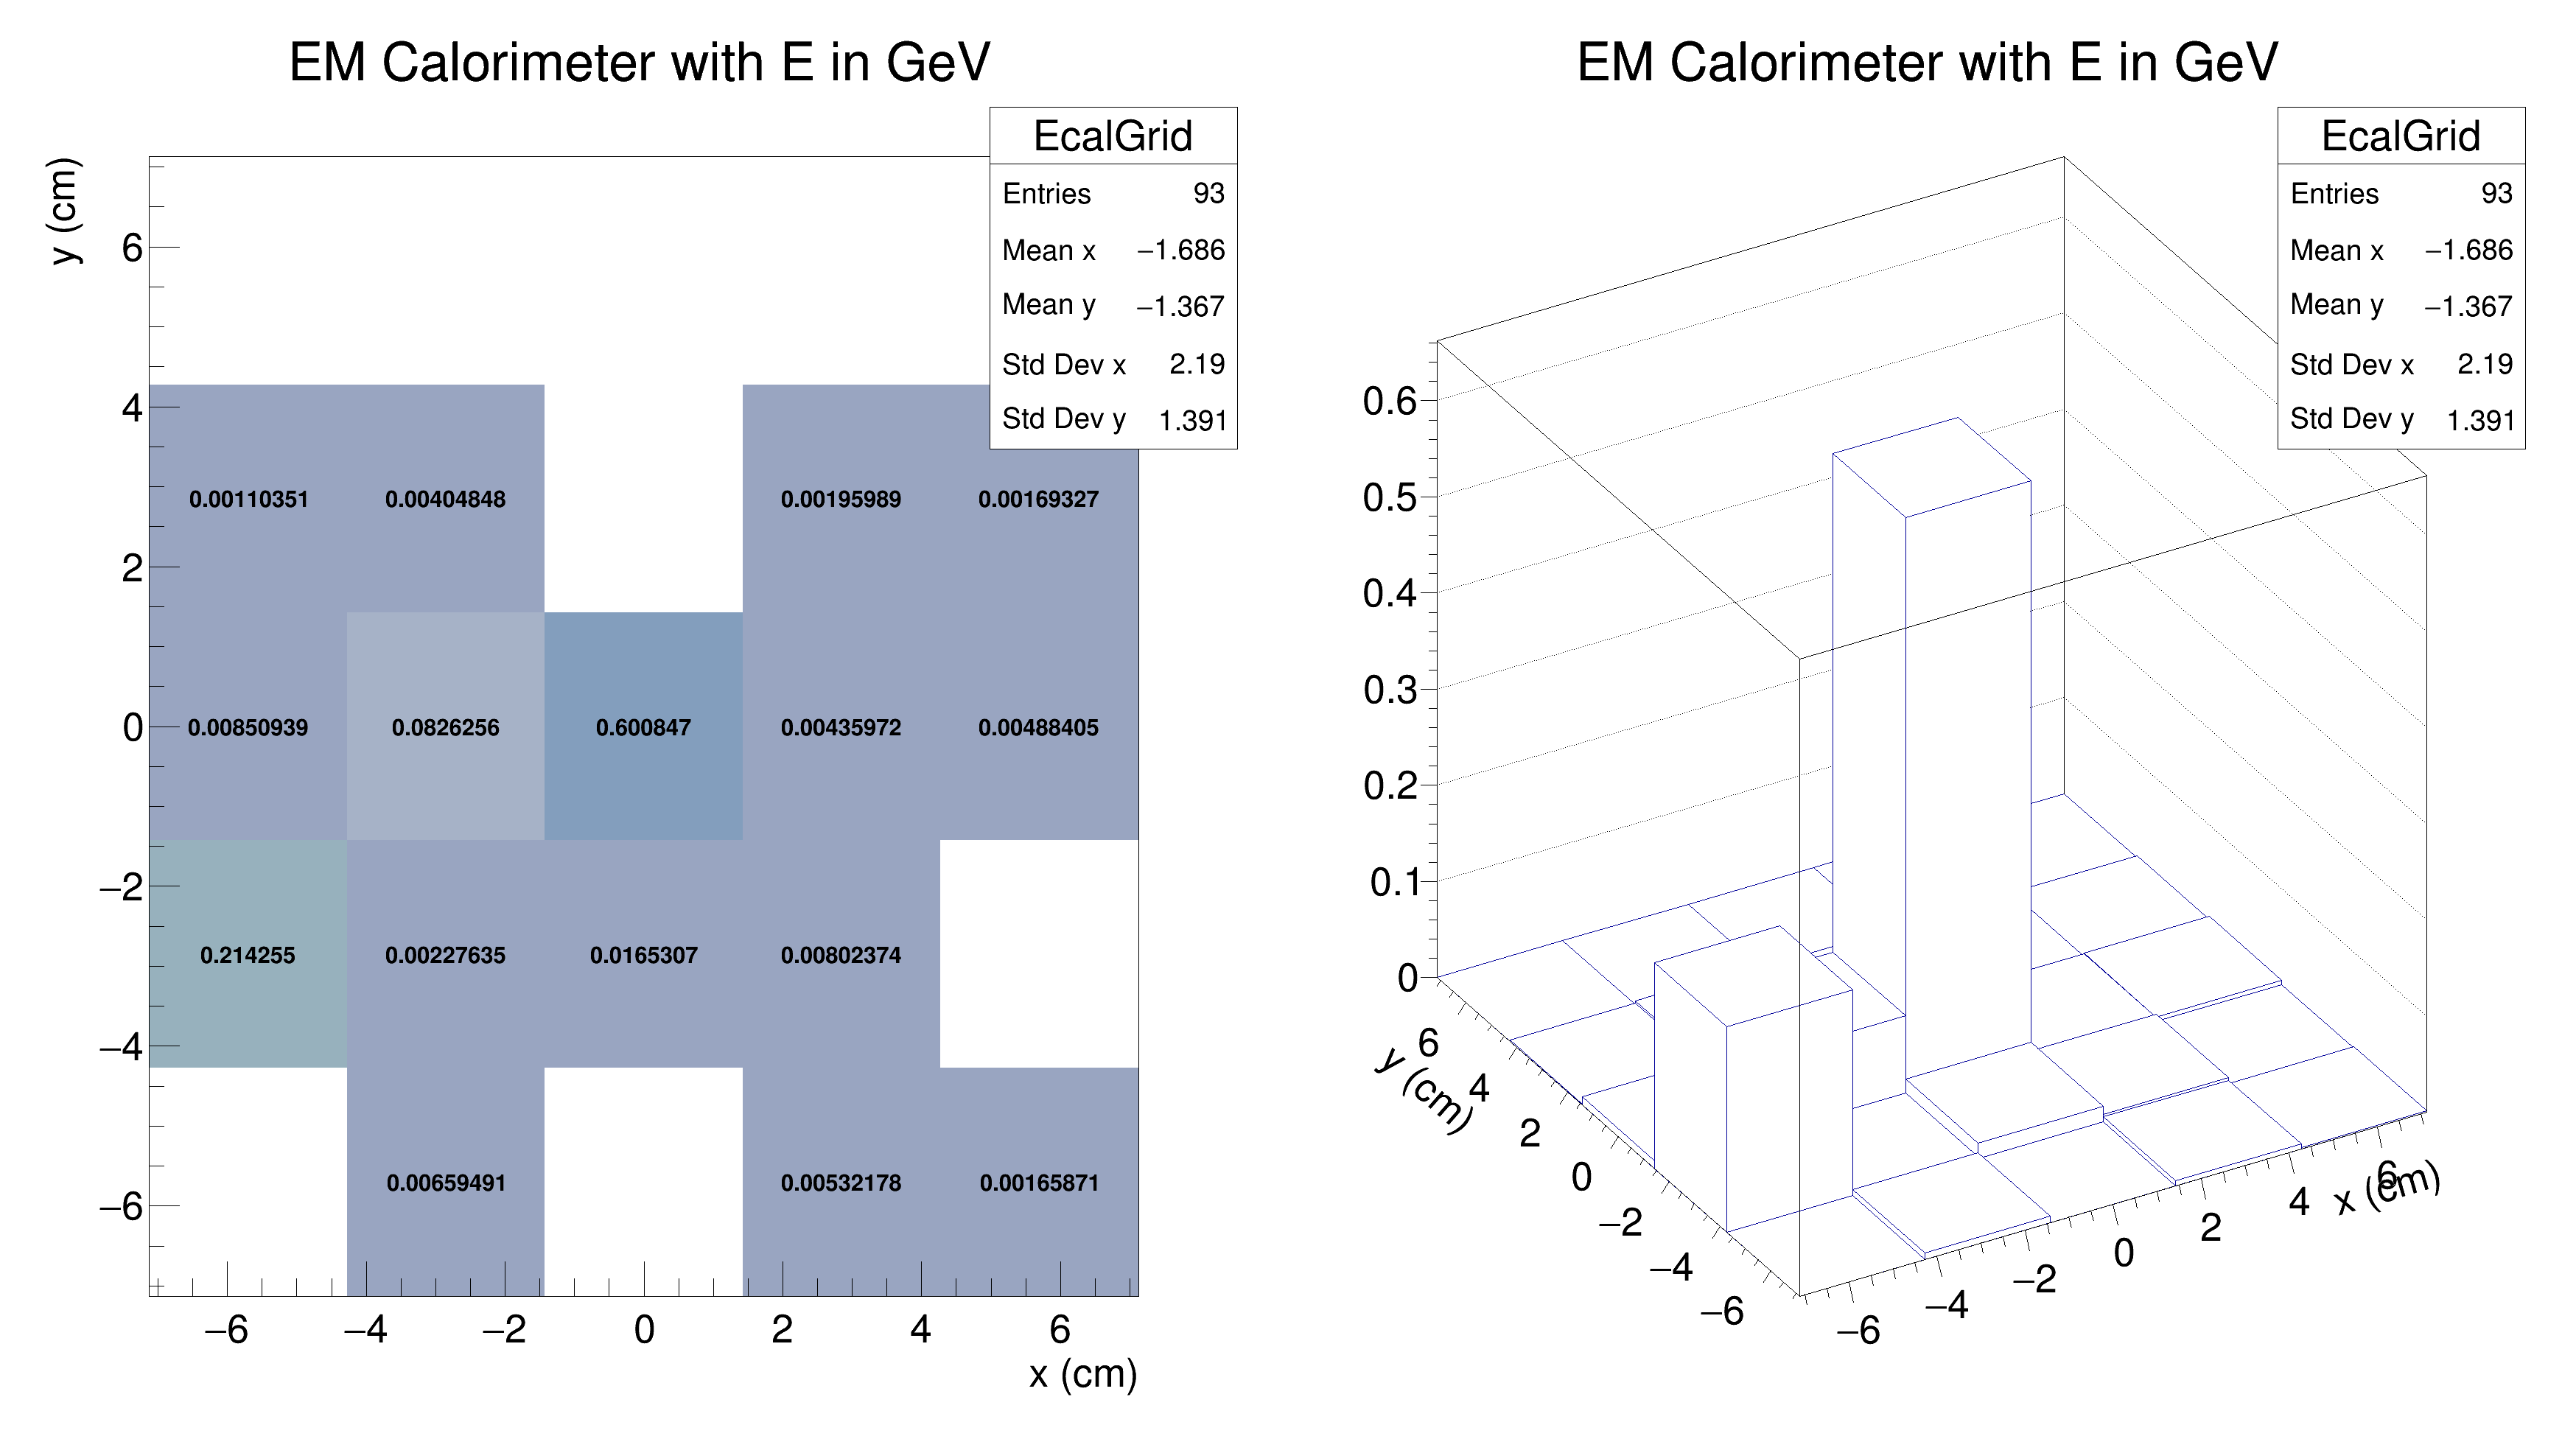 EM Calorimeter with E in GeV
EcalGrid
Entries 93
Mean x −1.686
Mean y −1.367
Std Dev x 2.19
Std Dev y 1.391
y (cm)
6
4
2
0
−2
−4
−6
0.00110351 0.00404848 0.00195989 0.00169327
0.00850939 0.0826256 0.600847 0.00435972 0.00488405
0.214255 0.00227635 0.0165307 0.00802374
0.00659491 0.00532178 0.00165871
−6 −4 −2 0 2 4 6
x (cm)
EM Calorimeter with E in GeV
EcalGrid
Entries 93
Mean x −1.686
Mean y −1.367
Std Dev x 2.19
Std Dev y 1.391
0.6
0.5
0.4
0.3
0.2
0.1
0
y (cm)
6
4
2
0
−2
−4
−6
−6 −4 −2 0 2 4 6
x (cm)